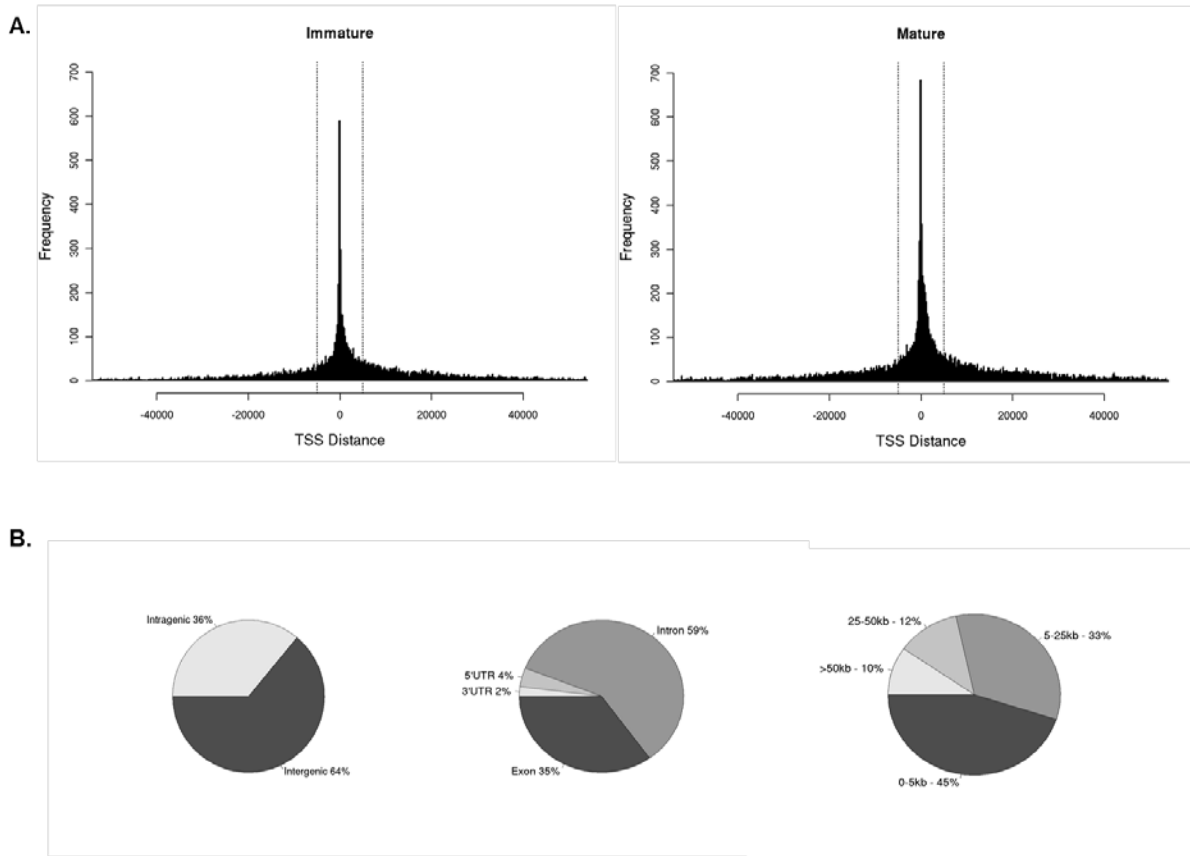 A.
Immature
Frequency
0
100
200
300
400
500
600
700
-40000
-20000
0
20000
40000
TSS Distance
Mature
Frequency
0
100
200
300
400
500
600
700
-40000
-20000
0
20000
40000
TSS Distance
B.
Intragenic 36%
Intergenic 64%
Intron 59%
5'UTR 4%
3'UTR 2%
Exon 35%
25-50kb - 12%
5-25kb - 33%
>50kb - 10%
0-5kb - 45%